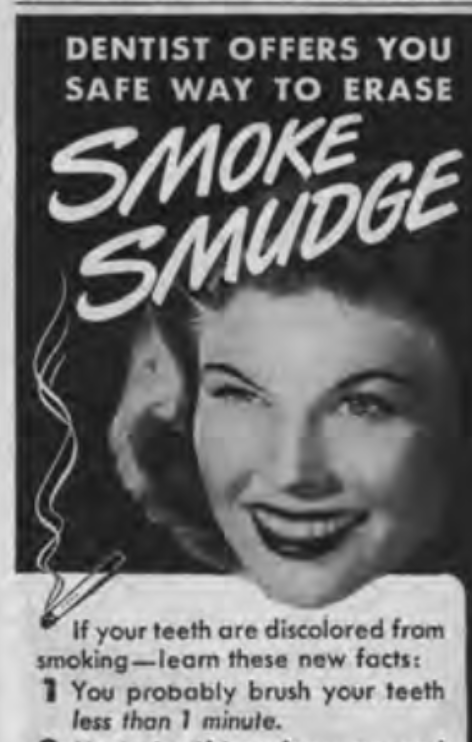 DENTIST OFFERS YOU
SAFE WAY TO ERASE
SMOKE
SMUDGE
If your teeth are discolored from
smoking—learn these new facts:
1 You probably brush your teeth
less than 1 minute.